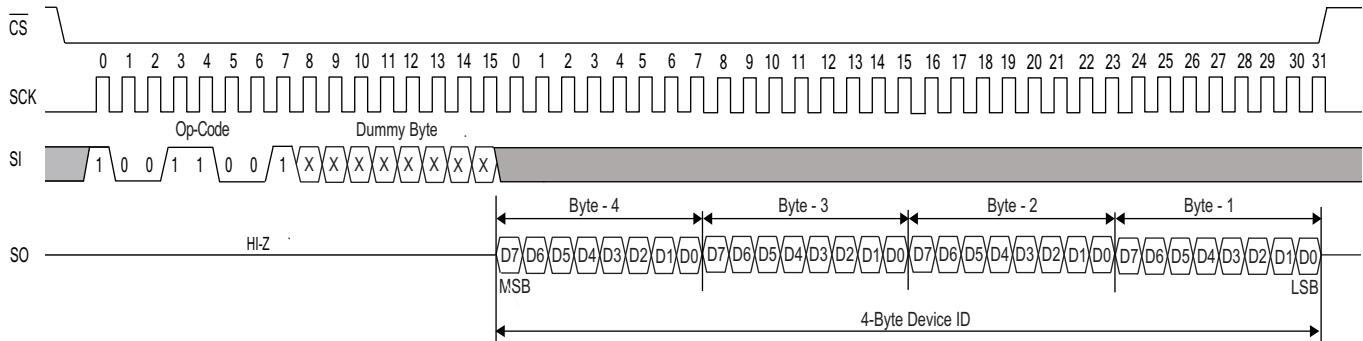 CS
0 1 2 3 4 5 6 7 8 9 10 11 12 13 14 15 0 1 2 3 4 5 6 7 8 9 10 11 12 13 14 15 16 17 18 19 20 21 22 23 24 25 26 27 28 29 30 31
SCK
Op-Code Dummy Byte
SI 1 0 0 1 1 0 0 1 X X X X X X X X
Byte - 4 Byte - 3 Byte - 2 Byte - 1
HI-Z
SO D7 D6 D5 D4 D3 D2 D1 D0 D7 D6 D5 D4 D3 D2 D1 D0 D7 D6 D5 D4 D3 D2 D1 D0 D7 D6 D5 D4 D3 D2 D1 D0
MSB LSB
4-Byte Device ID